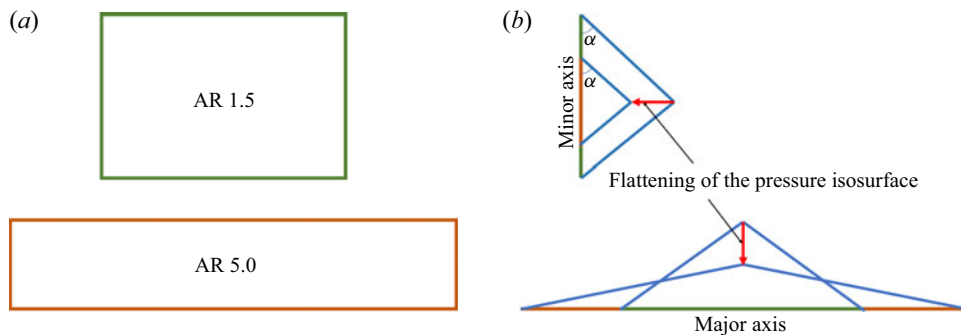 (a)
AR 1.5
AR 5.0
(b)
α
α
Minor axis
Flattening of the pressure isosurface
Major axis